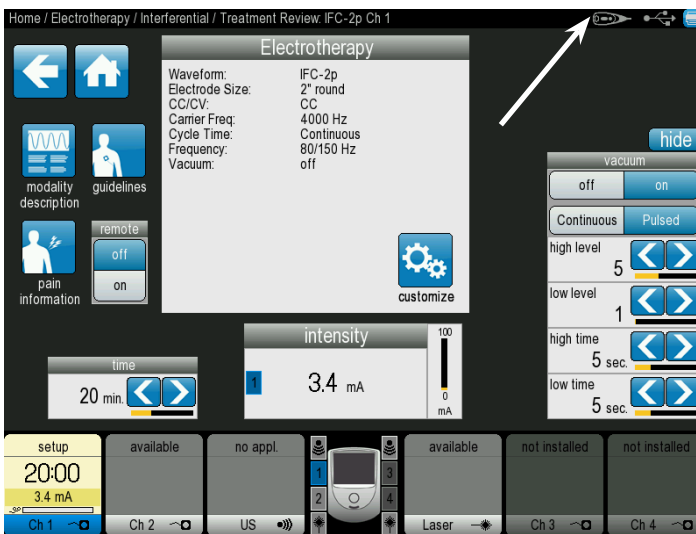 Home / Electrotherapy / Interferential / Treatment Review: IFC-2p Ch 1
Electrotherapy
Waveform: IFC-2p
Electrode Size: 2" round
CC/CV: CC
Carrier Freq: 4000 Hz
Cycle Time: Continuous
Frequency: 80/150 Hz
Vacuum: off
customize
modality description
guidelines
pain information
remote
off
on
hide
vacuum
off on
Continuous Pulsed
high level
5
low level
1
high time
5 sec.
low time
5 sec.
time
20 min.
intensity
1 3.4 mA
100
0
mA
setup
20:00
3.4 mA
Ch 1
available
Ch 2
no appl.
US
1 3
2 4
available
Laser
not installed
Ch 3
not installed
Ch 4